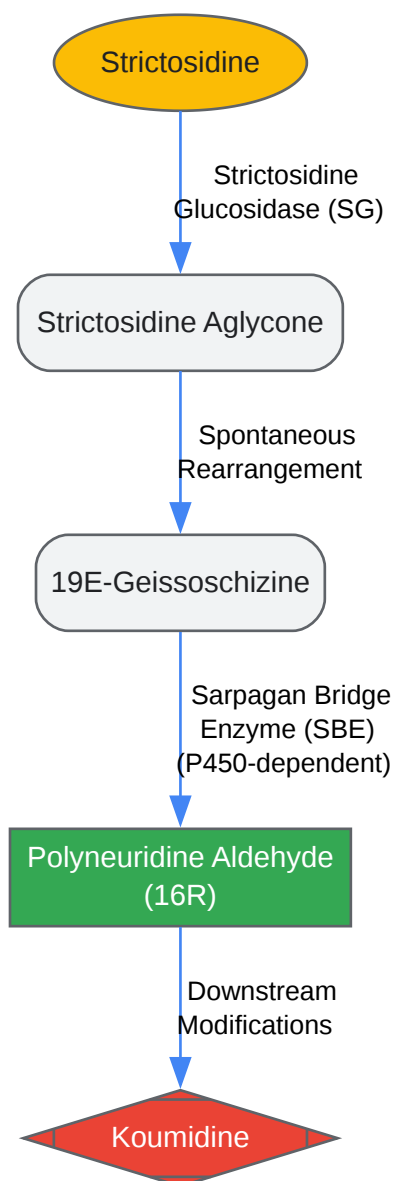 Strictosidine
Strictosidine
Glucosidase (SG)
Strictosidine Aglycone
Spontaneous
Rearrangement
19E-Geissoschizine
Sarpagan Bridge
Enzyme (SBE)
(P450-dependent)
Polyneuridine Aldehyde
(16R)
Downstream
Modifications
Koumidine